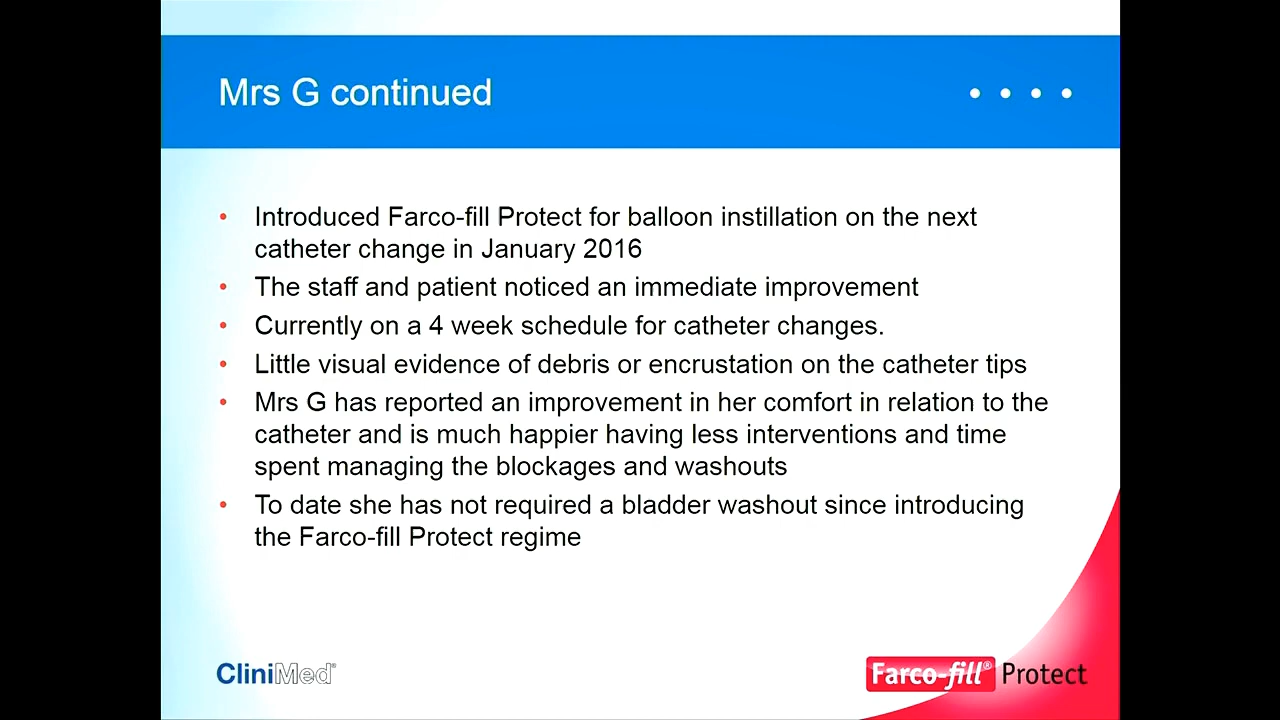 Mrs G continued
• Introduced Farco-fill Protect for balloon instillation on the next
catheter change in January 2016
• The staff and patient noticed an immediate improvement
• Currently on a 4 week schedule for catheter changes.
• Little visual evidence of debris or encrustation on the catheter tips
• Mrs G has reported an improvement in her comfort in relation to the
catheter and is much happier having less interventions and time
spent managing the blockages and washouts
• To date she has not required a bladder washout since introducing
the Farco-fill Protect regime
CliniMed®
Farco-fill® Protect